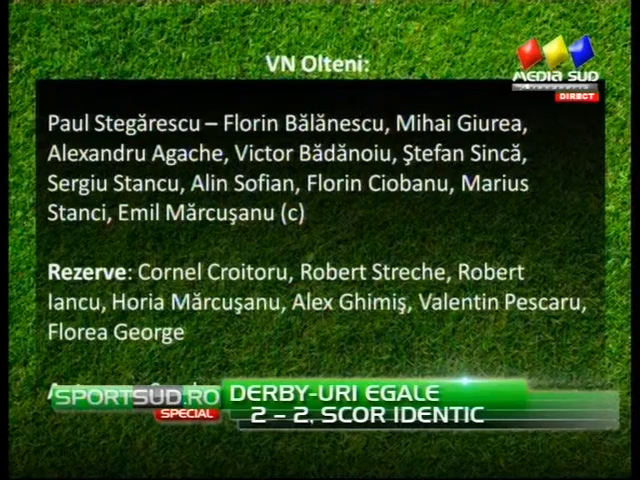 VN Olteni:
MEDIA SUD
DIRECT
Paul Stegărescu – Florin Bălănescu, Mihai Giurea,
Alexandru Agache, Victor Bădănoiu, Ştefan Sincă,
Sergiu Stancu, Alin Sofian, Florin Ciobanu, Marius
Stanci, Emil Mărcuşanu (c)
Rezerve: Cornel Croitoru, Robert Streche, Robert
Iancu, Horia Mărcuşanu, Alex Ghimiş, Valentin Pescaru,
Florea George
SPORTSUD.RO
SPECIAL
DERBY-URI EGALE
2 – 2, SCOR IDENTIC